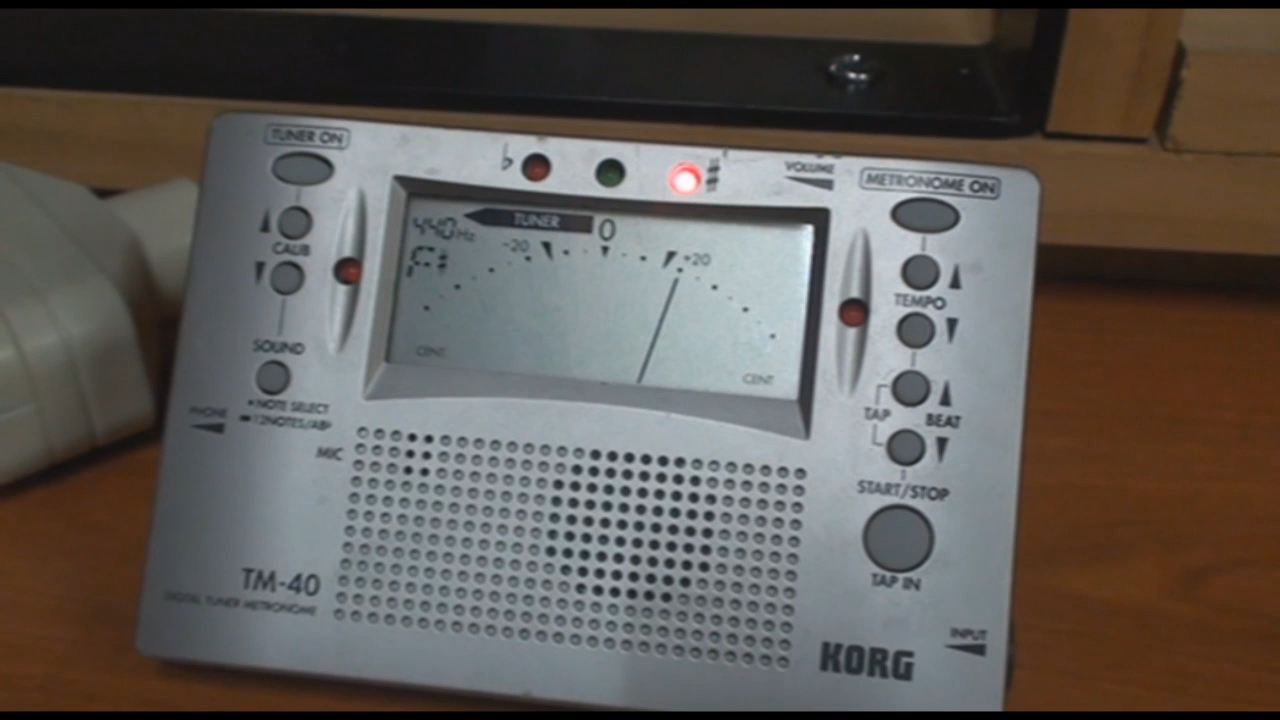 TUNER ON
♭
♯
VOLUME
METRONOME ON
440Hz
TUNER
0
-20
+20
CALIB
TEMPO
CENT
CENT
SOUND
NOTE SELECT
12NOTES/ABP
PHONE
MIC
TAP
BEAT
START/STOP
TAP IN
TM-40
DIGITAL TUNER METRONOME
INPUT
KORG